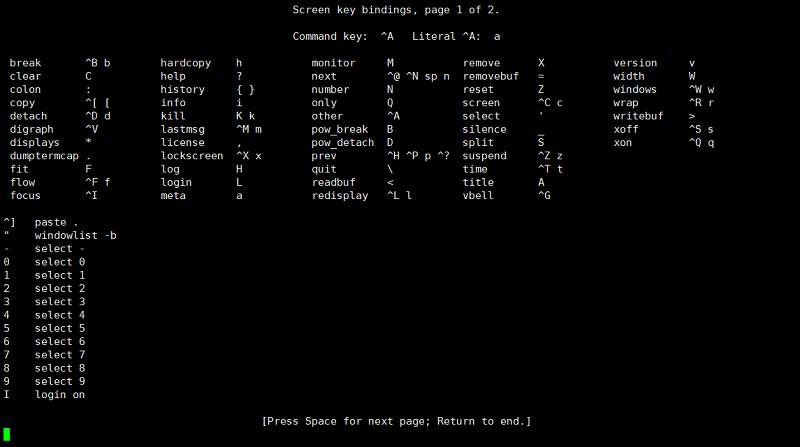 Screen key bindings, page 1 of 2.
Command key:  ^A   Literal ^A:  a
break       ^B b        hardcopy    h           monitor     M           remove      X           version     v
clear       C           help        ?           next        ^@ ^N sp n  removebuf   =           width       W
colon       :           history     { }         number      N           reset       Z           windows     ^W w
copy        ^[ [        info        i           only        Q           screen      ^C c        wrap        ^R r
detach      ^D d        kill        K k         other       ^A          select      '           writebuf    >
digraph     ^V          lastmsg     ^M m        pow_break   B           silence     _           xoff        ^S s
displays    *           license     ,           pow_detach  D           split       S           xon         ^Q q
dumptermcap .           lockscreen  ^X x        prev        ^H ^P p ^?  suspend     ^Z z
fit         F           log         H           quit        \           time        ^T t
flow        ^F f        login       L           readbuf     <           title       A
focus       ^I          meta        a           redisplay   ^L l        vbell       ^G
^]   paste .
"    windowlist -b
-    select -
0    select 0
1    select 1
2    select 2
3    select 3
4    select 4
5    select 5
6    select 6
7    select 7
8    select 8
9    select 9
I    login on
[Press Space for next page; Return to end.]